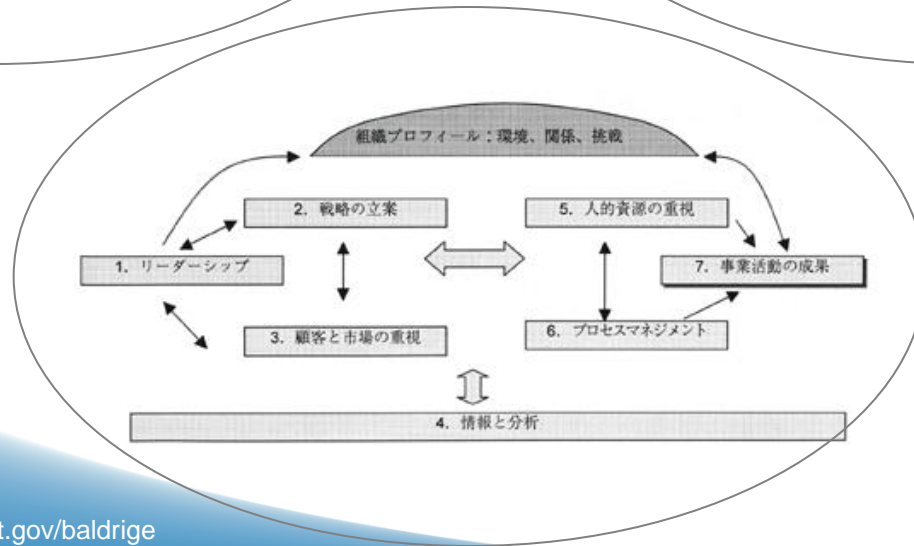 組織プロフィール：環境、関係、挑戦
2. 戦略の立案
5. 人的資源の重視
1. リーダーシップ
7. 事業活動の成果
3. 顧客と市場の重視
6. プロセスマネジメント
4. 情報と分析
t.gov/baldrige